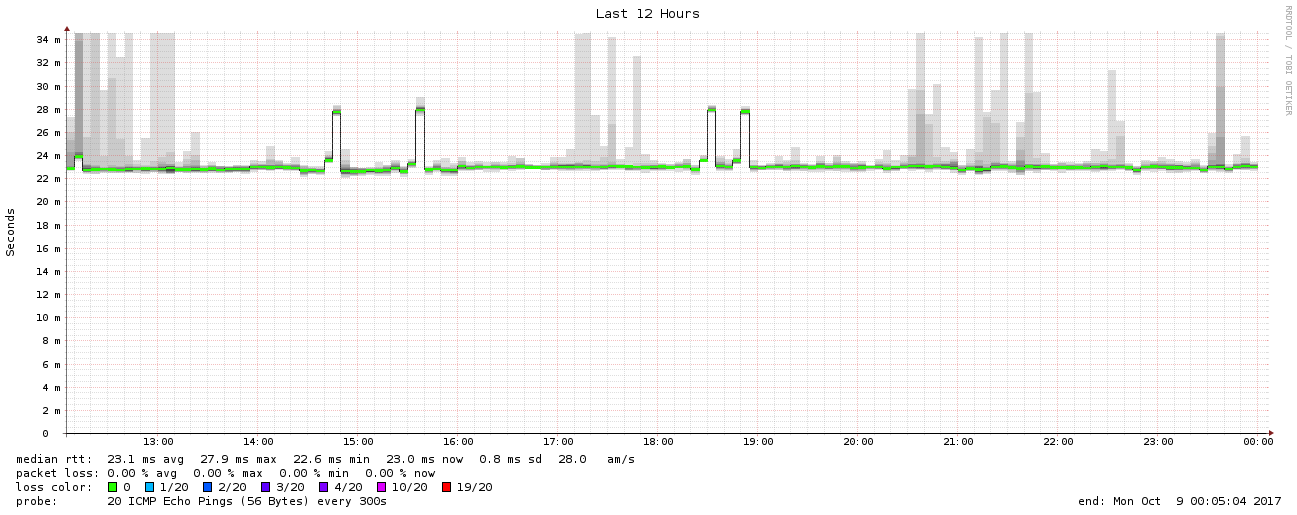 Last 12 Hours
RRDTOOL / TOBI OETIKER
Seconds
34 m
32 m
30 m
28 m
26 m
24 m
22 m
20 m
18 m
16 m
14 m
12 m
10 m
8 m
6 m
4 m
2 m
0
13:00 14:00 15:00 16:00 17:00 18:00 19:00 20:00 21:00 22:00 23:00 00:00
median rtt: 23.1 ms avg 27.9 ms max 22.6 ms min 23.0 ms now 0.8 ms sd 28.0 am/s
packet loss: 0.00 % avg 0.00 % max 0.00 % min 0.00 % now
loss color: 0 1/20 2/20 3/20 4/20 10/20 19/20
probe: 20 ICMP Echo Pings (56 Bytes) every 300s end: Mon Oct 9 00:05:04 2017